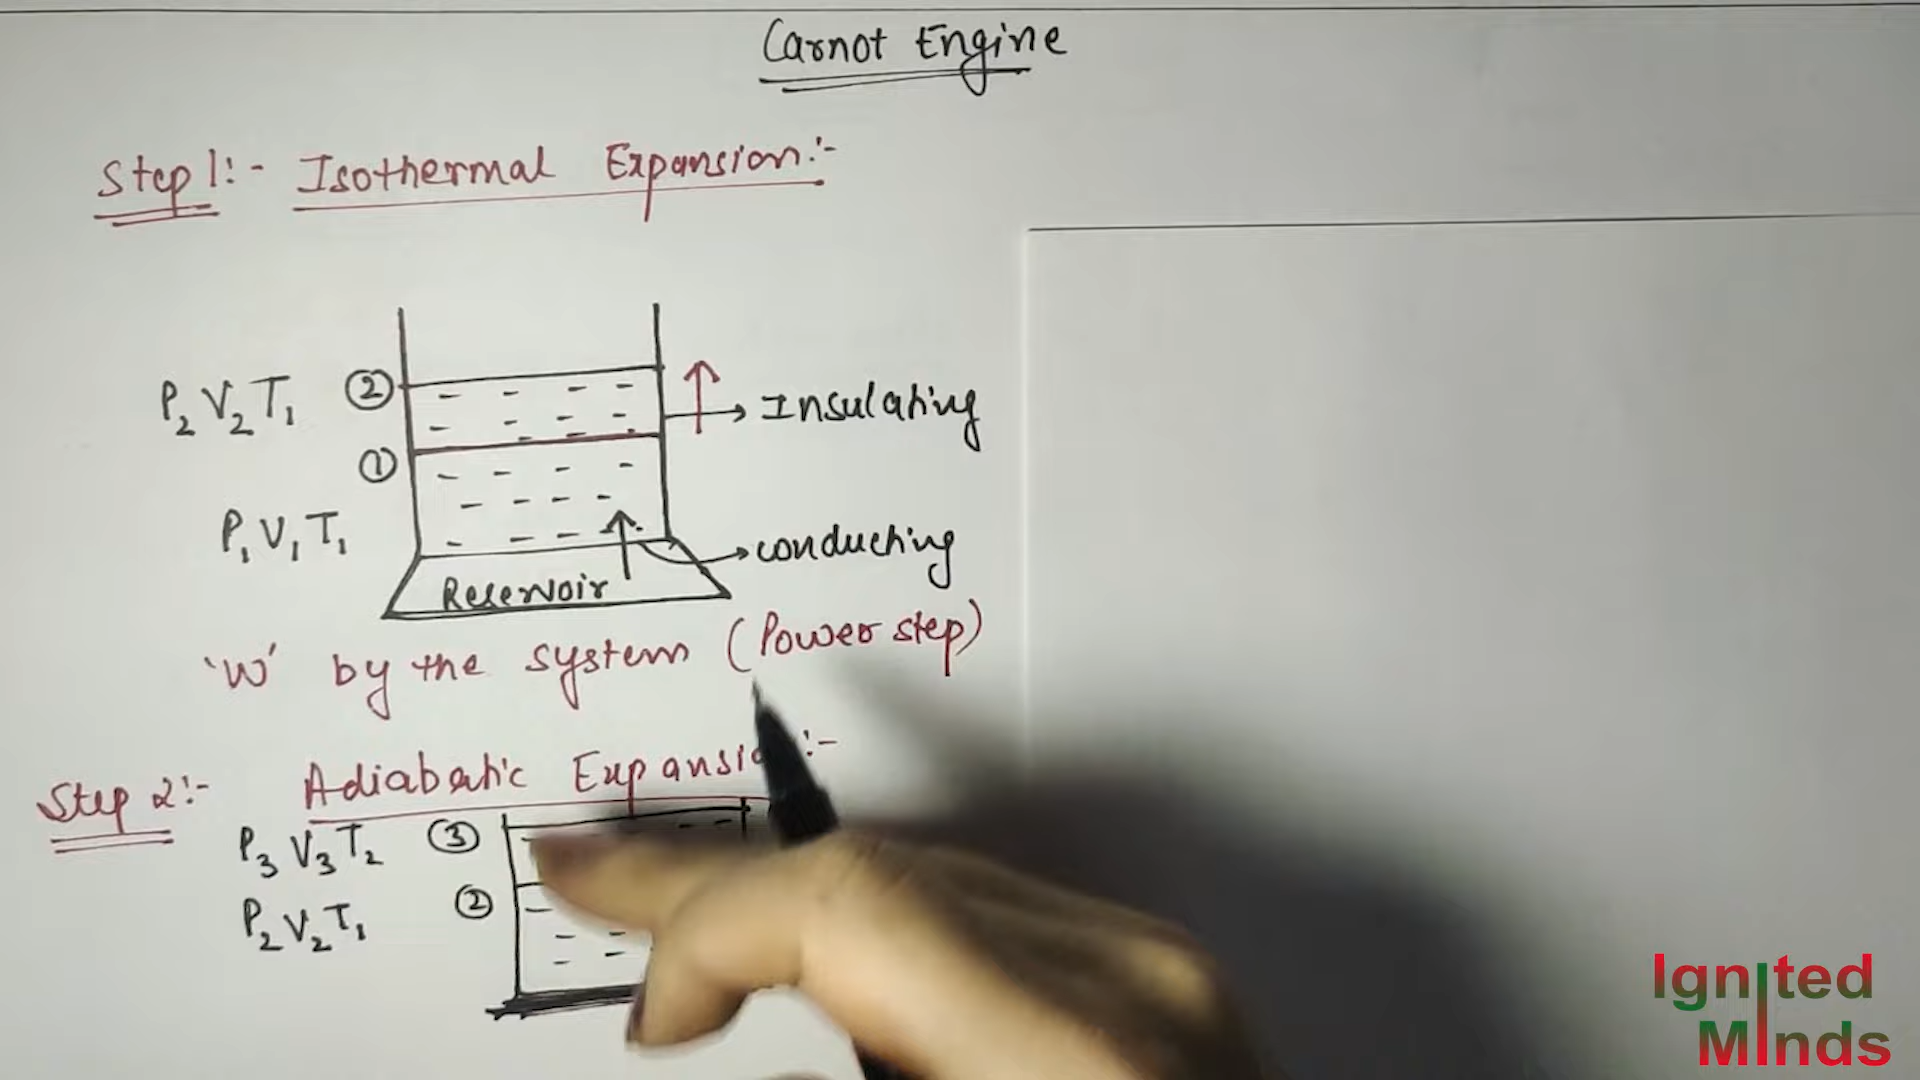 Carnot Engine
Step 1:- Isothermal Expansion:-
P₂ V₂ T₁ ②
Insulating
①
P₁ V₁ T₁
conducting
Reservoir
'W' by the system (Power step)
Step 2:- Adiabatic Expansion:-
P₃ V₃ T₂ ③
P₂ V₂ T₁ ②
Ignited
Minds